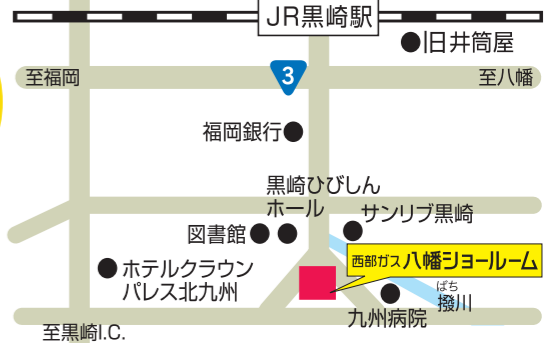 JR黒崎駅
●旧井筒屋
至福岡
3
至八幡
福岡銀行●
黒崎ひびしん
ホール
サンリブ黒崎
図書館●
西部ガス八幡ショールーム
●ホテルクラウン
パレス北九州
ばち
撥川
九州病院
至黒崎I.C.